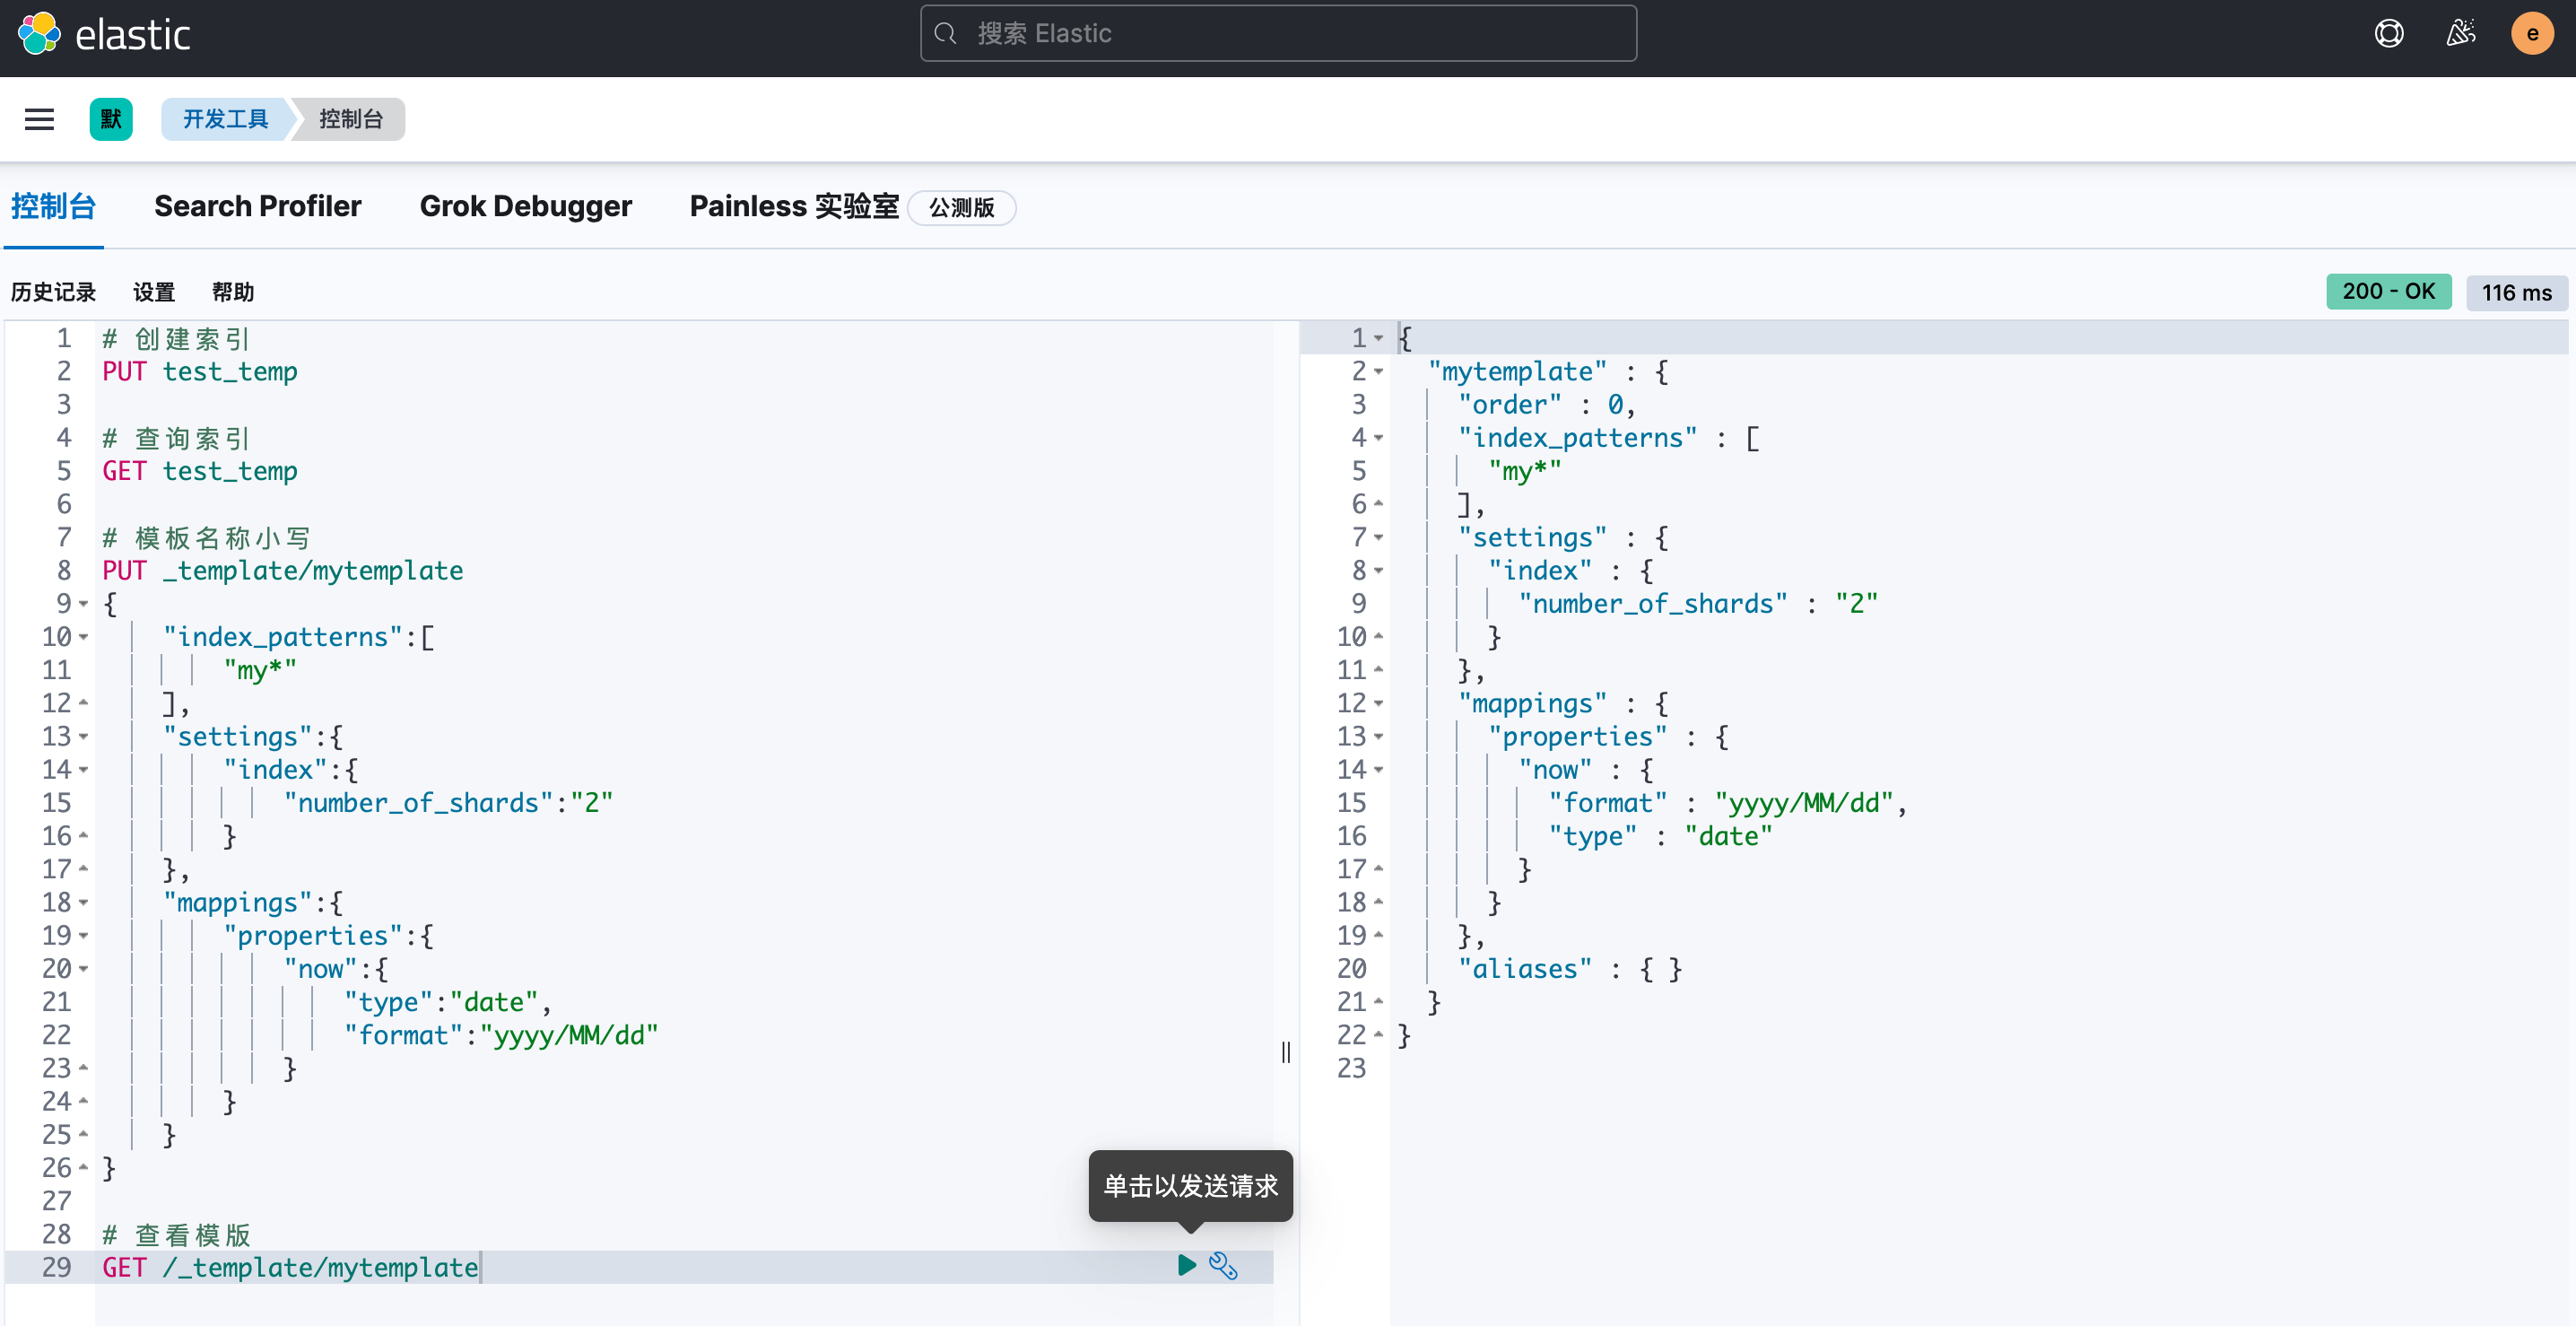 elastic
搜索 Elastic
e
默
开发工具
控制台
控制台
Search Profiler
Grok Debugger
Painless 实验室
公测版
历史记录
设置
帮助
200 - OK
116 ms
1 # 创建索引
2 PUT test_temp
3
4 # 查询索引
5 GET test_temp
6
7 # 模板名称小写
8 PUT _template/mytemplate
9 {
10 "index_patterns":[
11 "my*"
12 ],
13 "settings":{
14 "index":{
15 "number_of_shards":"2"
16 }
17 },
18 "mappings":{
19 "properties":{
20 "now":{
21 "type":"date",
22 "format":"yyyy/MM/dd"
23 }
24 }
25 }
26 }
27
28 # 查看模版
29 GET /_template/mytemplate
单击以发送请求
1 {
2 "mytemplate" : {
3 "order" : 0,
4 "index_patterns" : [
5 "my*"
6 ],
7 "settings" : {
8 "index" : {
9 "number_of_shards" : "2"
10 }
11 },
12 "mappings" : {
13 "properties" : {
14 "now" : {
15 "format" : "yyyy/MM/dd",
16 "type" : "date"
17 }
18 }
19 },
20 "aliases" : { }
21 }
22 }
23